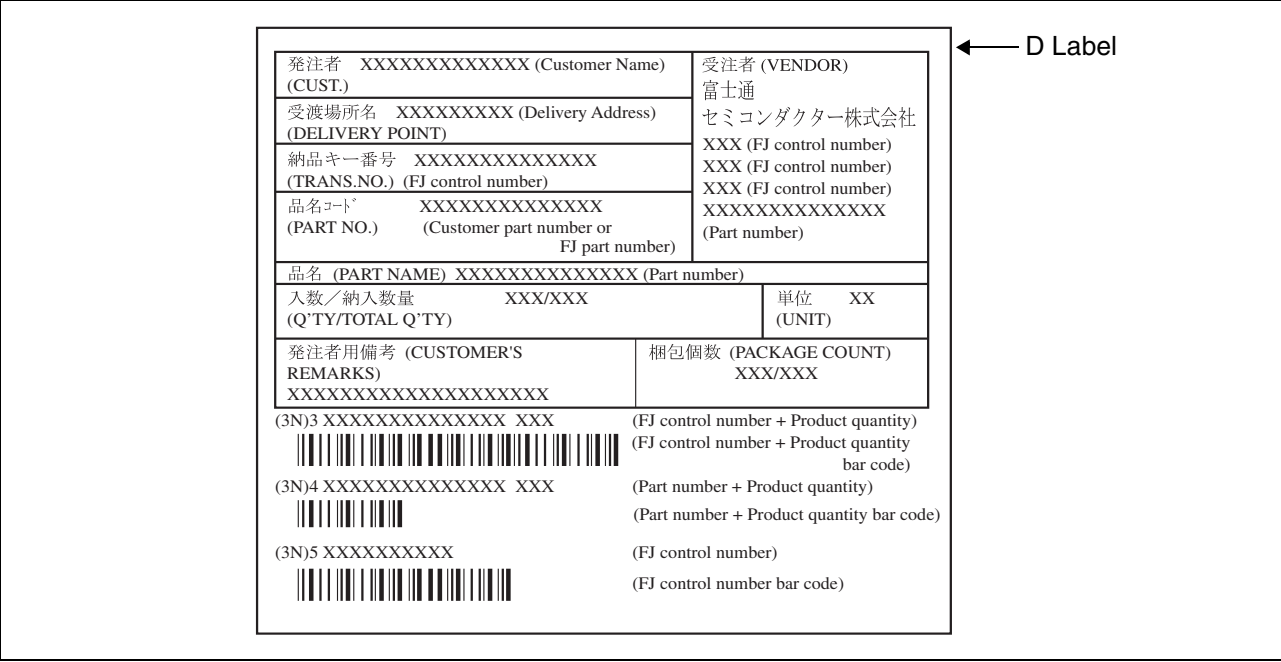 D Label
発注者 XXXXXXXXXXXXX (Customer Name)
(CUST.)
受渡場所名 XXXXXXXXX (Delivery Address)
(DELIVERY POINT)
納品キー番号 XXXXXXXXXXXXXX
(TRANS.NO.) (FJ control number)
品名ｺｰﾄﾞ XXXXXXXXXXXXXX
(PART NO.) (Customer part number or
FJ part number)
受注者 (VENDOR)
富士通
セミコンダクター株式会社
XXX (FJ control number)
XXX (FJ control number)
XXX (FJ control number)
XXXXXXXXXXXXXX
(Part number)
品名 (PART NAME) XXXXXXXXXXXXXX (Part number)
入数／納入数量 XXX/XXX
(Q'TY/TOTAL Q'TY)
単位 XX
(UNIT)
発注者用備考 (CUSTOMER'S
REMARKS)
XXXXXXXXXXXXXXXXXXXX
梱包個数 (PACKAGE COUNT)
XXX/XXX
(3N)3 XXXXXXXXXXXXXX XXX (FJ control number + Product quantity)
(FJ control number + Product quantity
bar code)
(3N)4 XXXXXXXXXXXXXX XXX (Part number + Product quantity)
(Part number + Product quantity bar code)
(3N)5 XXXXXXXXXX (FJ control number)
(FJ control number bar code)